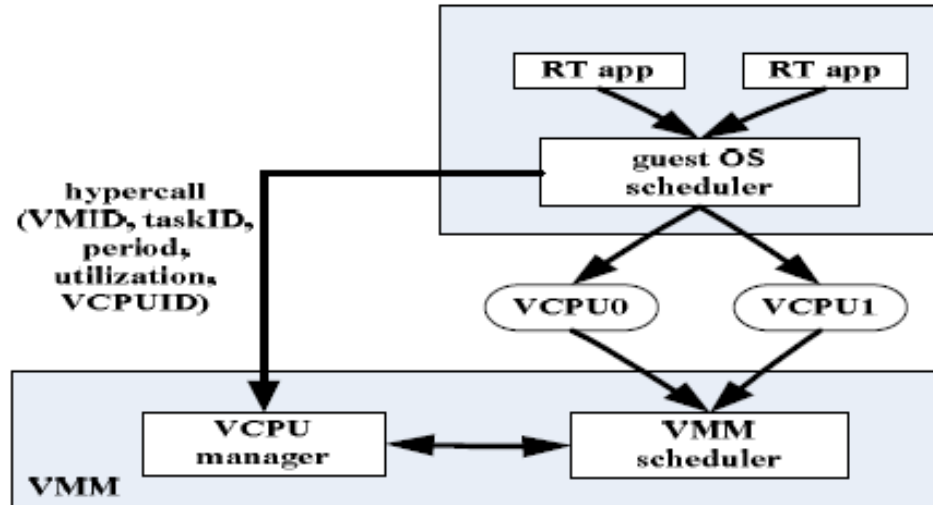 RT app
RT app
guest OS
scheduler
hypercall
(VMID, taskID,
period,
utilization,
VCPUID)
VCPU0
VCPU1
VCPU
manager
VMM
scheduler
VMM